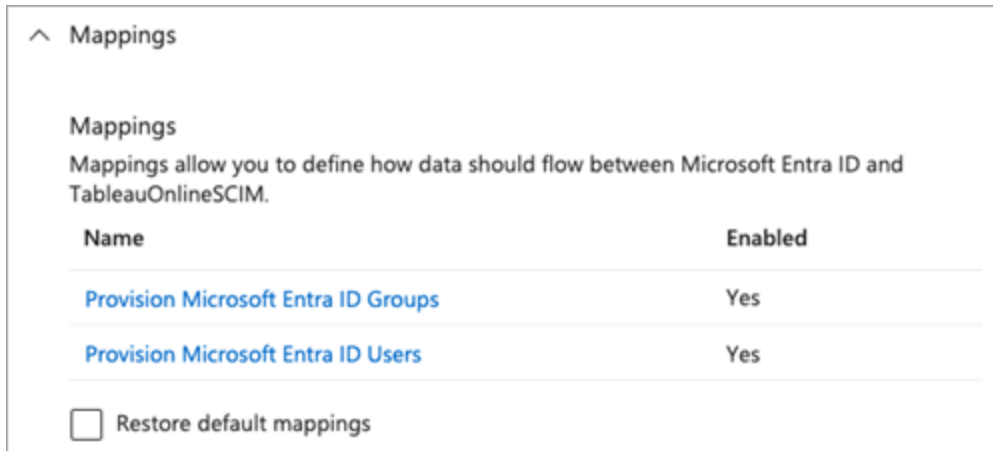 Mappings
Mappings
Mappings allow you to define how data should flow between Microsoft Entra ID and
TableauOnlineSCIM.
Name Enabled
Provision Microsoft Entra ID Groups Yes
Provision Microsoft Entra ID Users Yes
Restore default mappings